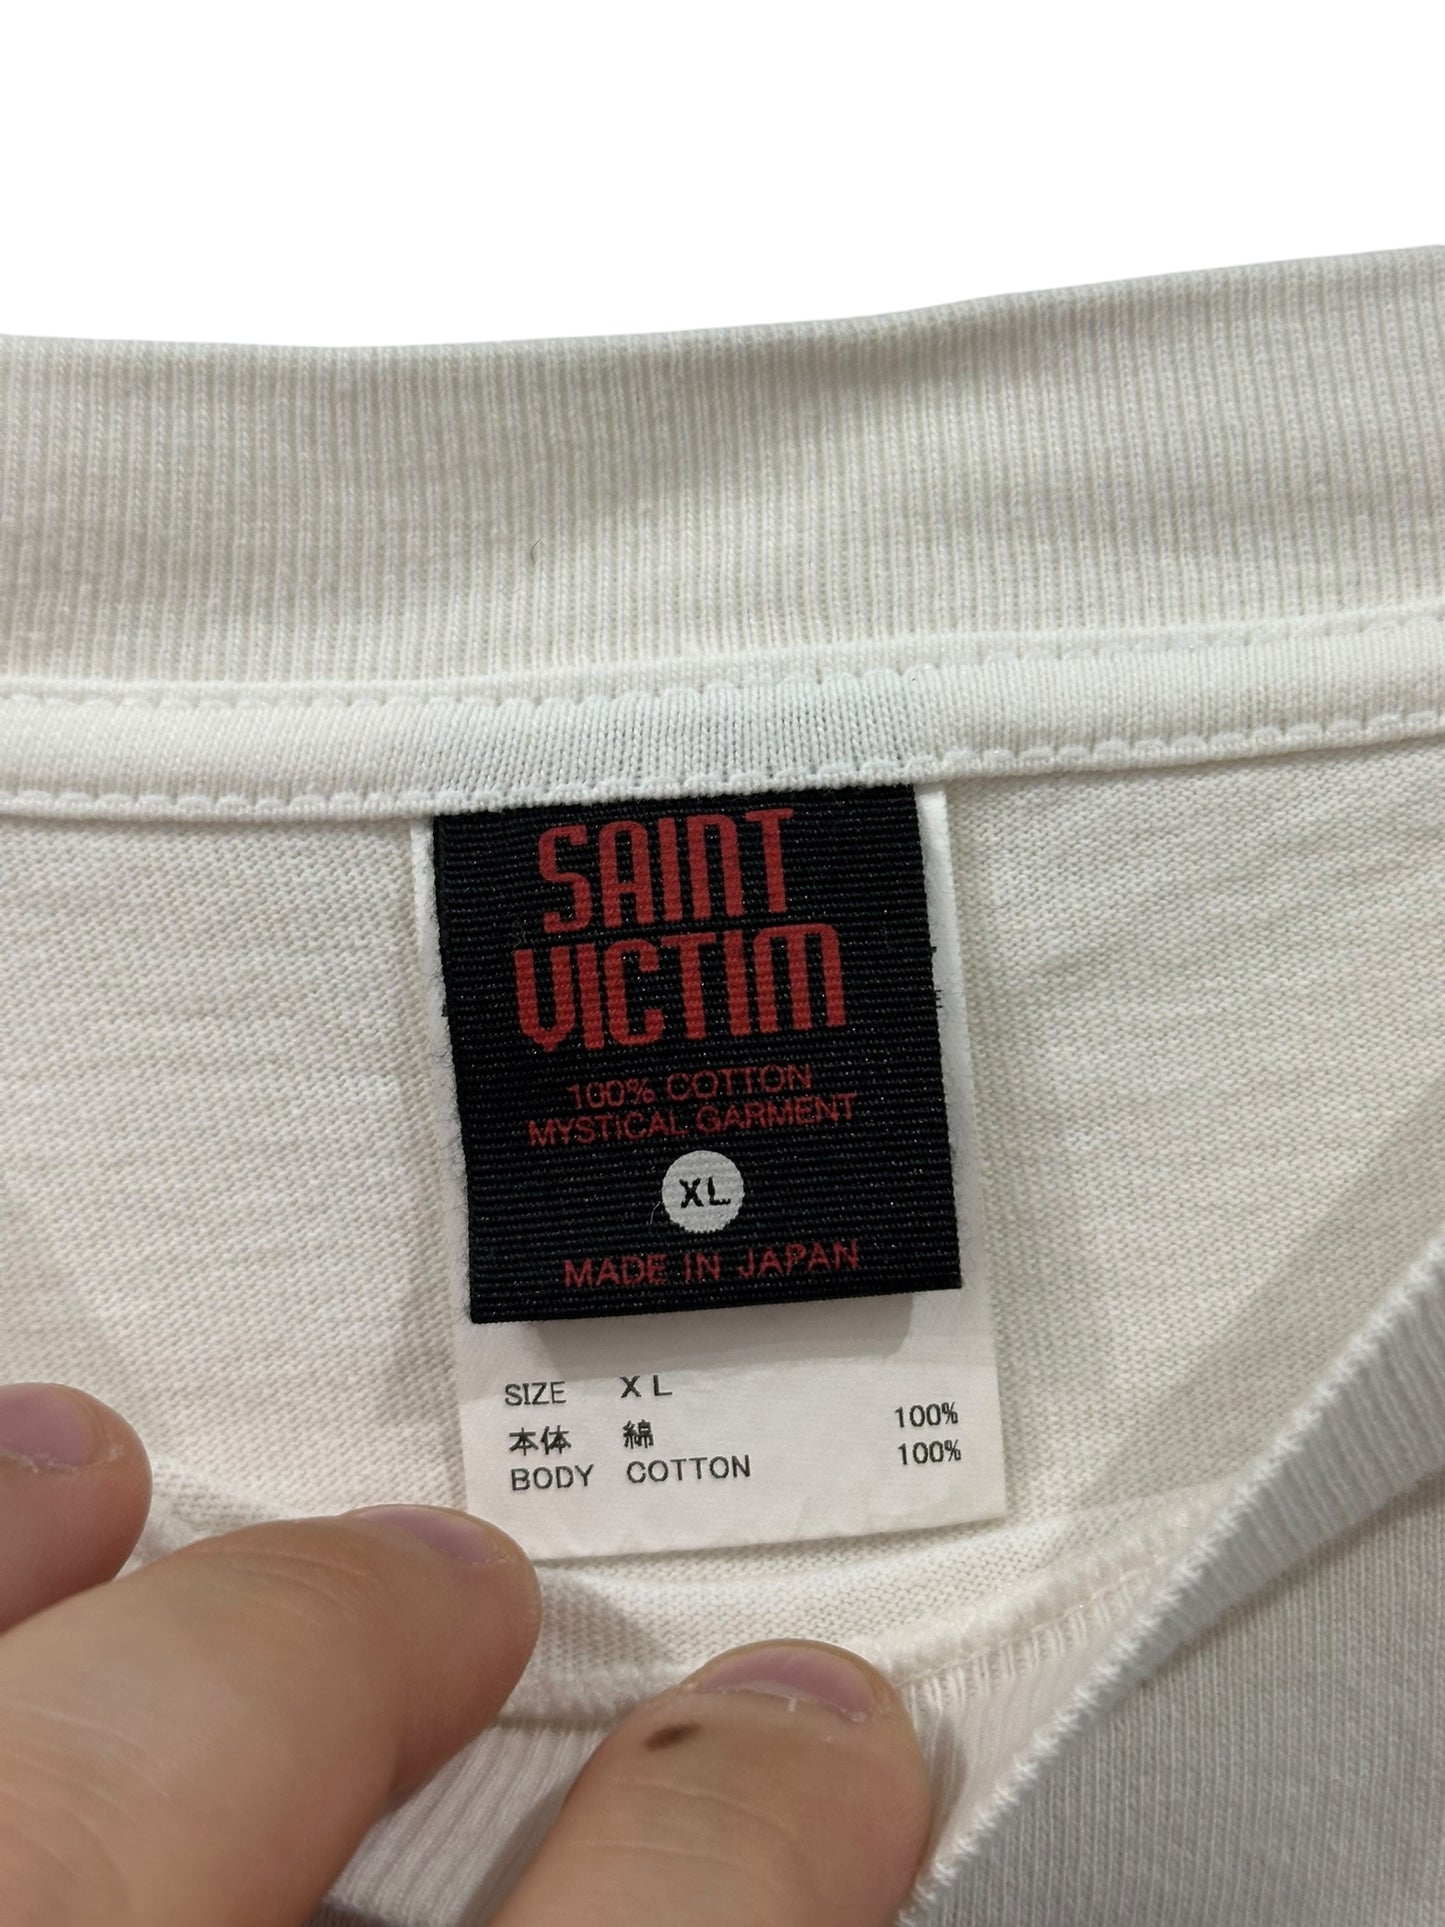 SAINT
VICTIM
100% COTTON
MYSTICAL GARMENT
XL
MADE IN JAPAN
SIZE XL
本体 綿 100%
BODY COTTON 100%